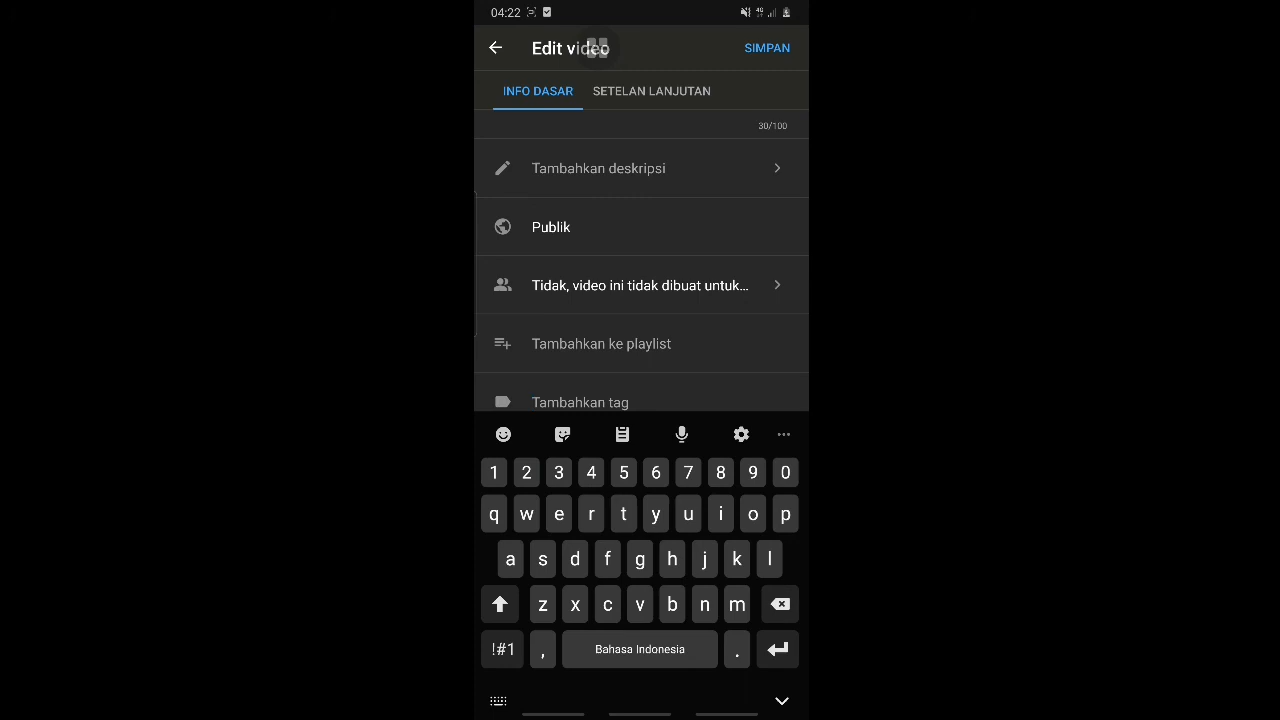 04:22 4G
Edit video SIMPAN
INFO DASAR SETELAN LANJUTAN
30/100
Tambahkan deskripsi
Publik
Tidak, video ini tidak dibuat untuk...
Tambahkan ke playlist
Tambahkan tag
1 2 3 4 5 6 7 8 9 0
q w e r t y u i o p
a s d f g h j k l
z x c v b n m
!#1 , Bahasa Indonesia .